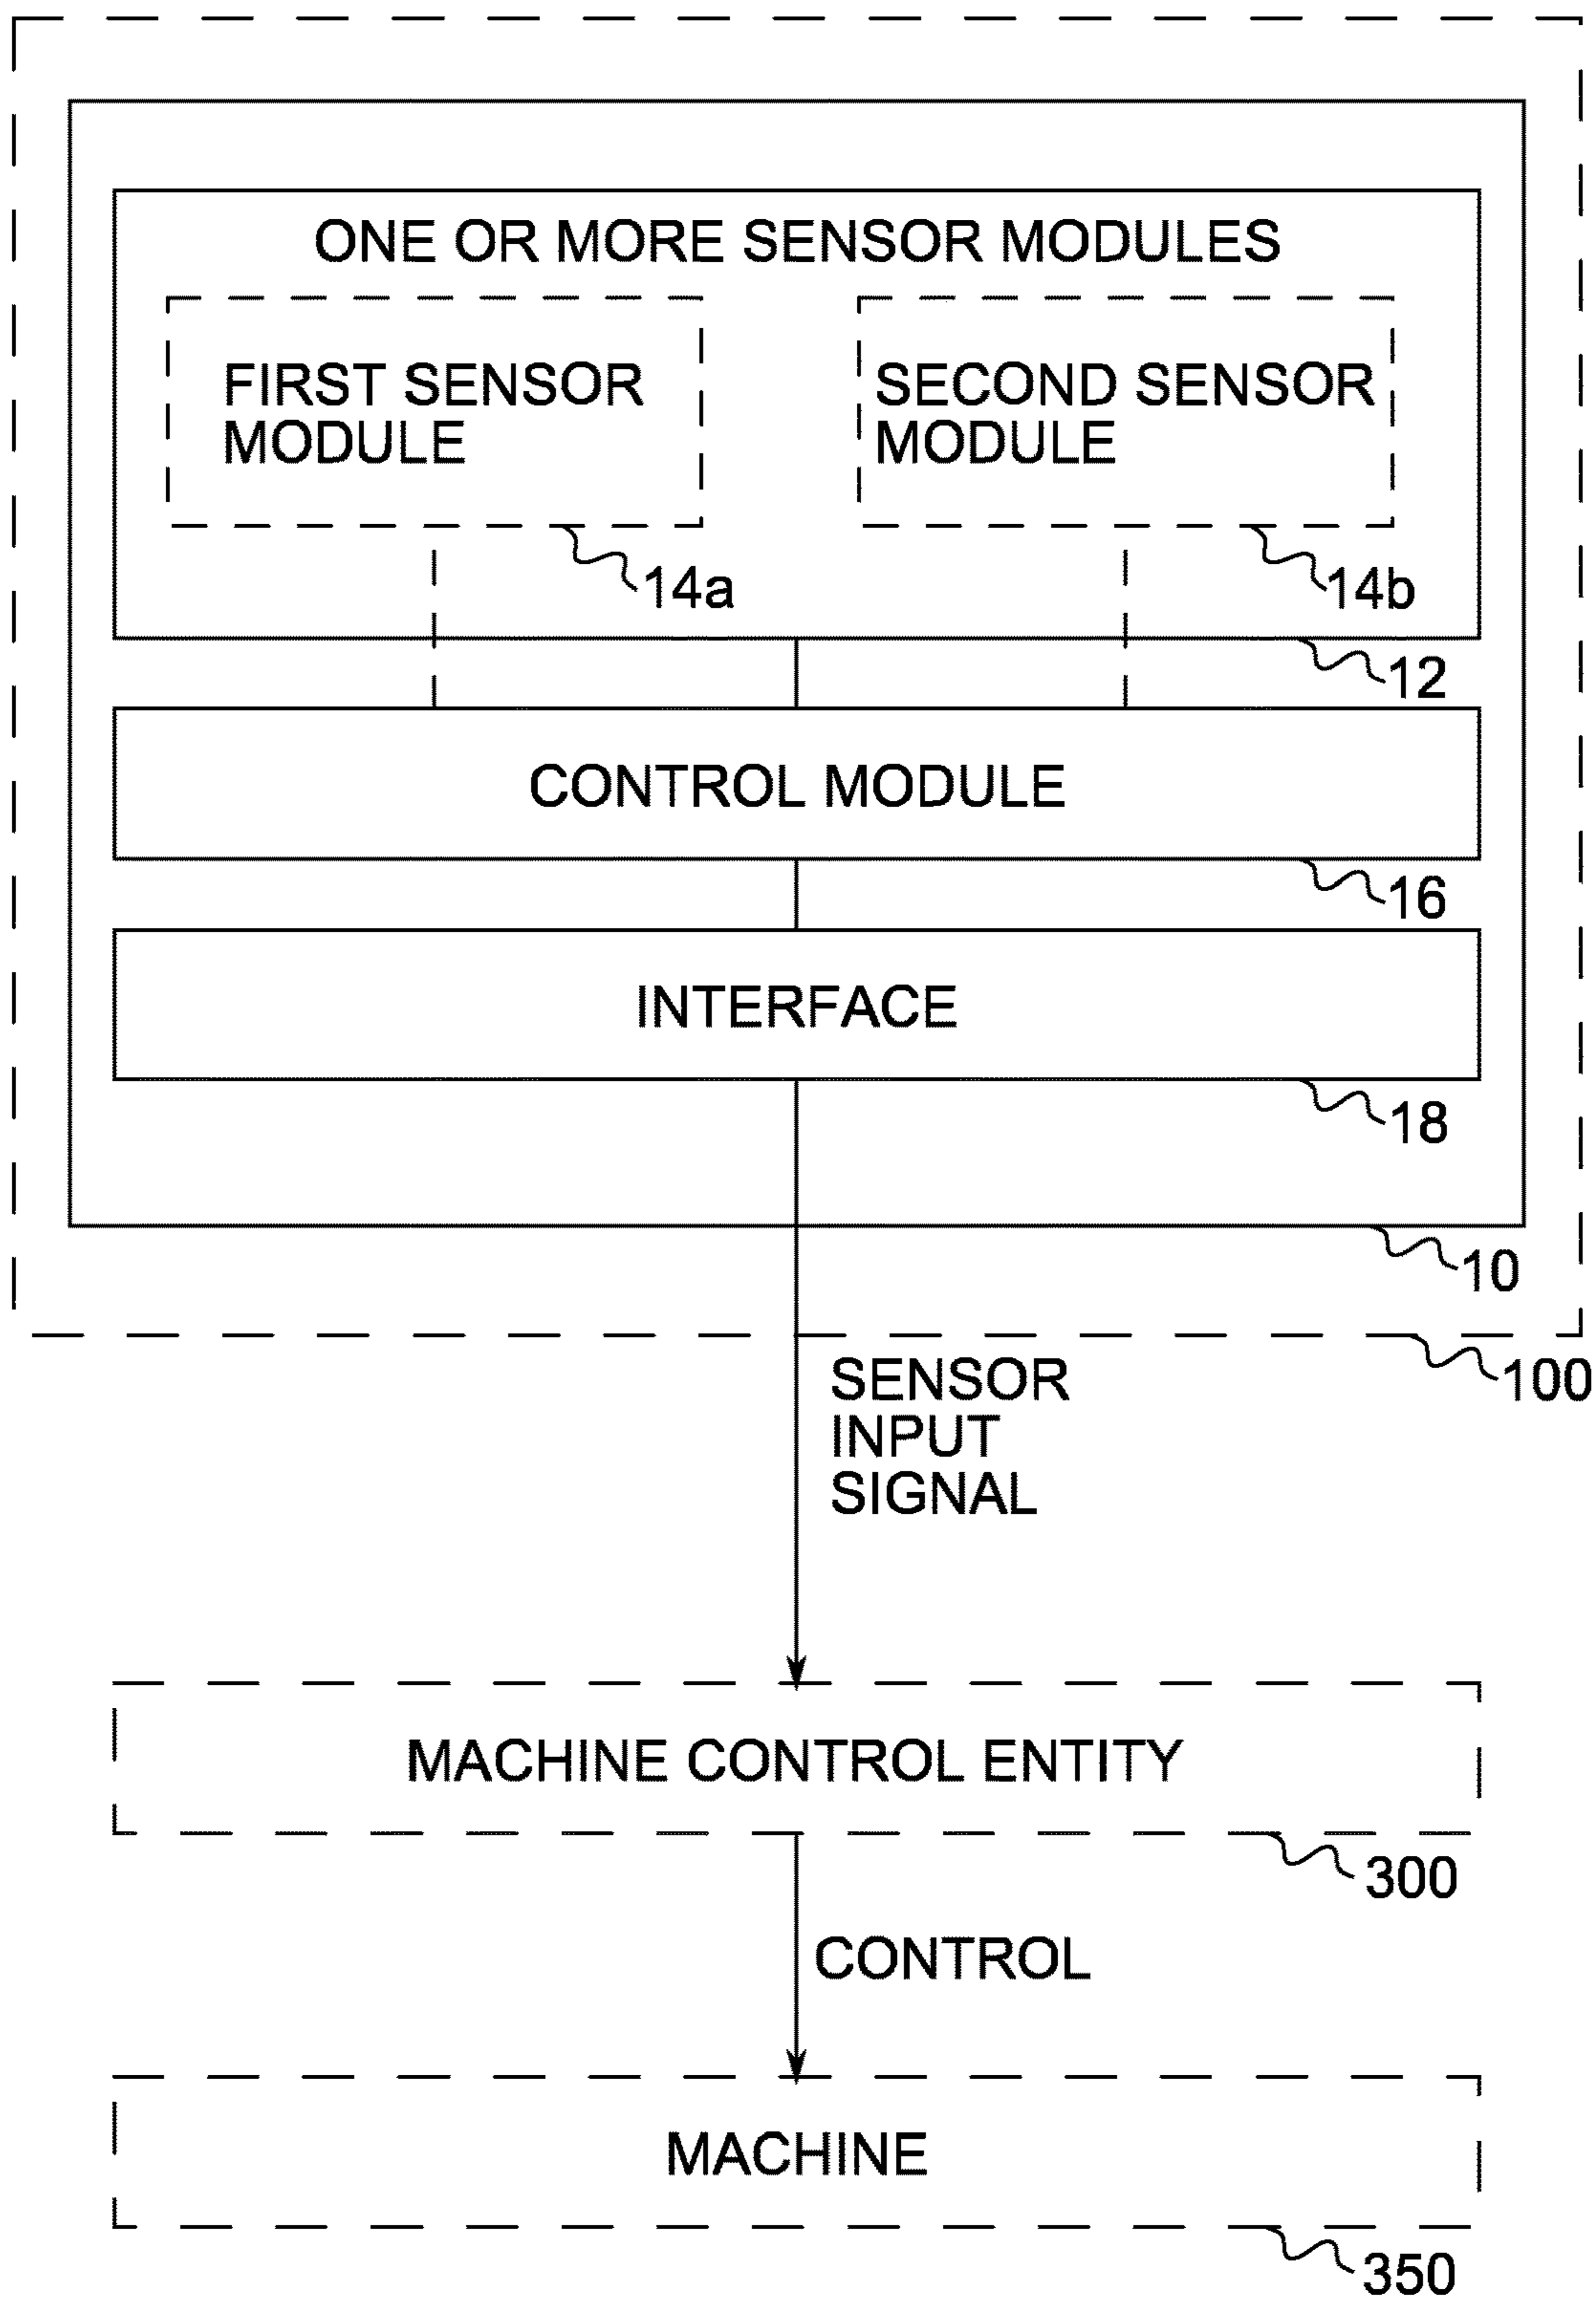 ONE OR MORE SENSOR MODULES
FIRST SENSOR
MODULE
SECOND SENSOR
MODULE
14a
14b
12
CONTROL MODULE
16
INTERFACE
18
10
100
SENSOR
INPUT
SIGNAL
MACHINE CONTROL ENTITY
300
CONTROL
MACHINE
350